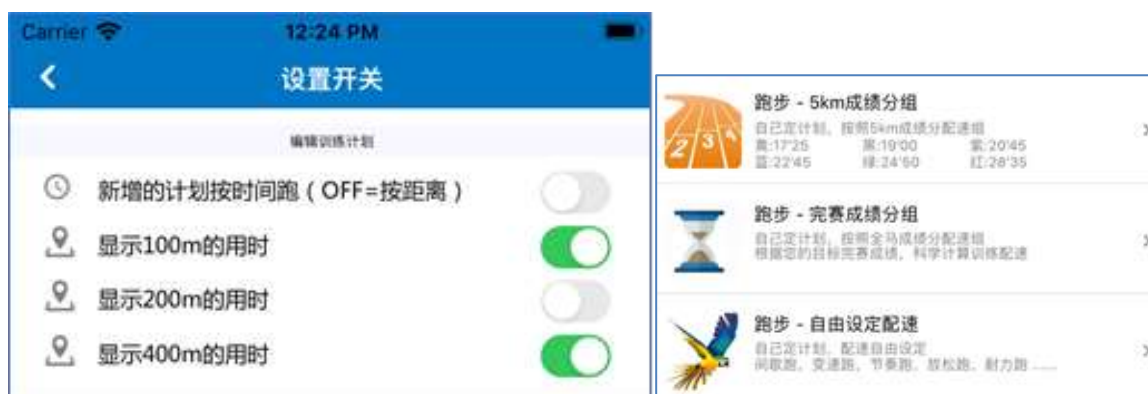 Carrier 12:24 PM
设置开关
编辑训练计划
新增的计划按时间跑（OFF=按距离）
显示100m的用时
显示200m的用时
显示400m的用时
跑步 - 5km成绩分组
自己定计划，按照5km成绩分配速组
黄:17'25 黑:19'00 紫:20'45
蓝:22'45 绿:24'50 红:28'35
跑步 - 完赛成绩分组
自己定计划，按照全马成绩分配速组
根据您的目标完赛成绩，科学计算训练配速
跑步 - 自由设定配速
自己定计划，配速自由设定
间歇跑、变速跑、节奏跑、放松跑、耐力跑 ......
2 3 4